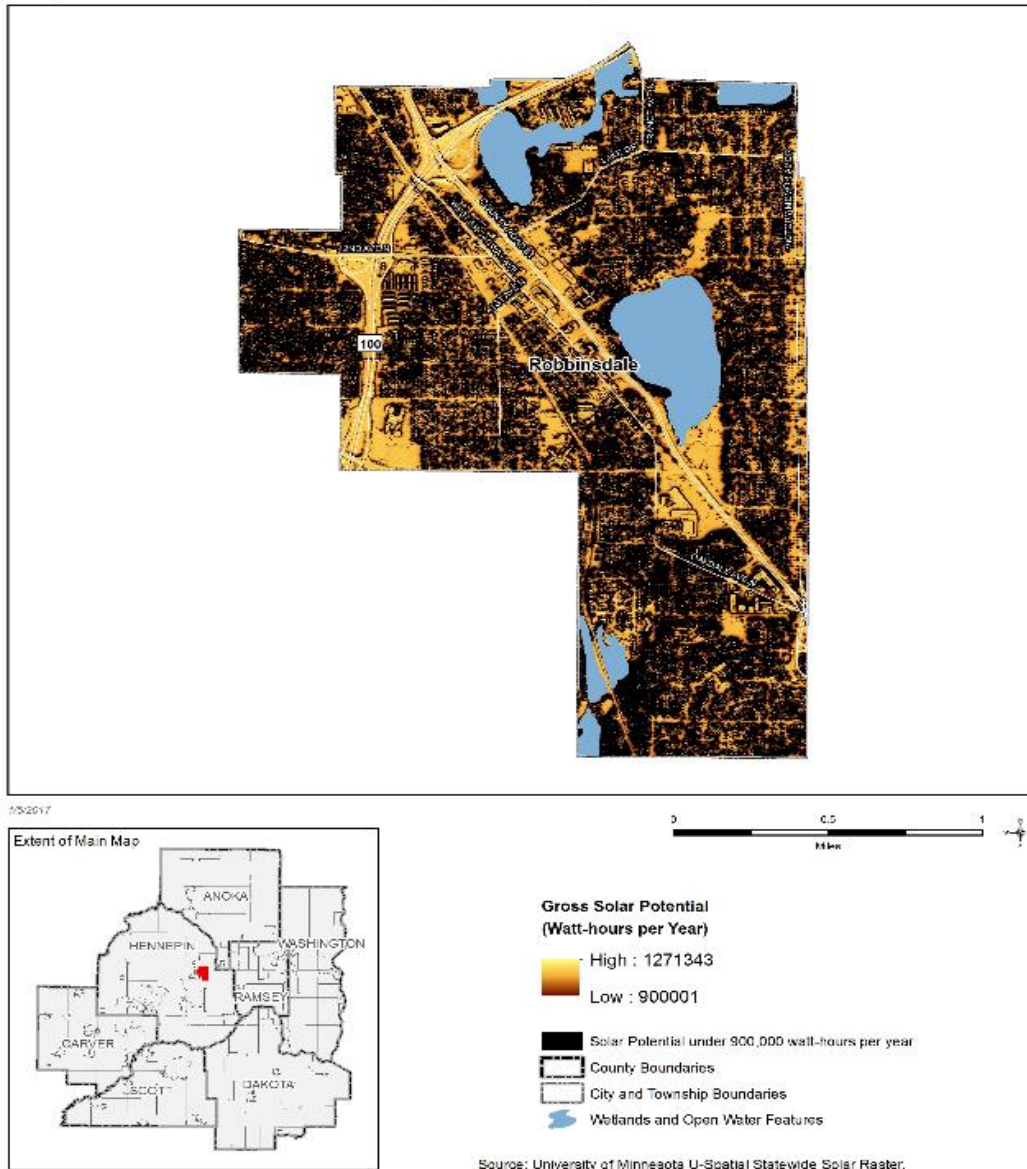 100
Robbinsdale
1/5/2017
Extent of Main Map
ANOKA
HENNEPIN
WASHINGTON
RAMSEY
CARVER
SCOTT
DAKOTA
0 0.5 1
Miles
Gross Solar Potential
(Watt-hours per Year)
High : 1271343
Low : 900001
Solar Potential under 900,000 watt-hours per year
County Boundaries
City and Township Boundaries
Wetlands and Open Water Features
Source: University of Minnesota U-Spatial Statewide Solar Raster.